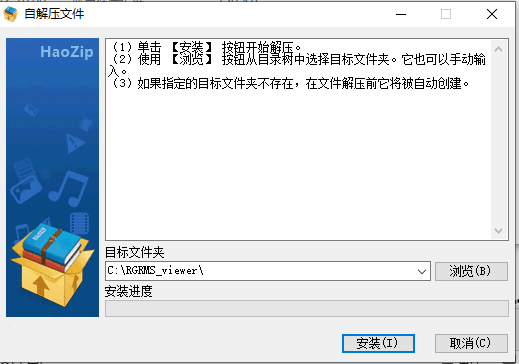 自解压文件
HaoZip
(1) 单击 【安装】 按钮开始解压。
(2) 使用 【浏览】 按钮从目录树中选择目标文件夹。它也可以手动输
入。
(3) 如果指定的目标文件夹不存在，在文件解压前它将被自动创建。
目标文件夹
C:\RGRMS_viewer\
浏览(B)
安装进度
安装(I)
取消(C)